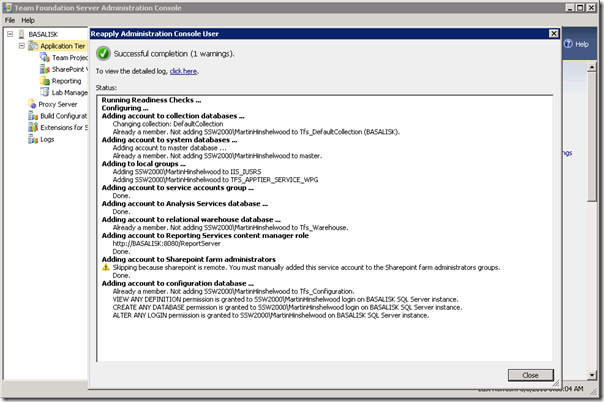 Team Foundation Server Administration Console
File Help
BASALISK
Application Tier
Team Projec
SharePoint W
Reporting
Lab Manage
Proxy Server
Build Configurat
Extensions for S
Logs
Help
ngs
Reapply Administration Console User
Successful completion (1 warnings).
To view the detailed log, click here.
Status:
Running Readiness Checks ...
Configuring ...
Adding account to collection databases ...
Changing collection: DefaultCollection
Already a member. Not adding SSW2000\MartinHinshelwood to Tfs_DefaultCollection (BASALISK).
Adding account to system databases ...
Adding account to master database ...
Already a member. Not adding SSW2000\MartinHinshelwood to master.
Adding to local groups ...
Adding SSW2000\MartinHinshelwood to IIS_IUSRS
Adding SSW2000\MartinHinshelwood to TFS_APPTIER_SERVICE_WPG
Adding account to service accounts group ...
Done.
Adding account to Analysis Services database ...
Done.
Adding account to relational warehouse database ...
Already a member. Not adding SSW2000\MartinHinshelwood to Tfs_Warehouse.
Adding account to Reporting Services content manager role
http://BASALISK:8080/ReportServer
Done.
Adding account to Sharepoint farm administrators
Skipping because sharepoint is remote. You must manually added this service account to the Sharepoint farm administrators groups.
Done.
Adding account to configuration database ...
Already a member. Not adding SSW2000\MartinHinshelwood to Tfs_Configuration.
VIEW ANY DEFINITION permission is granted to SSW2000\MartinHinshelwood login on BASALISK SQL Server instance.
CREATE ANY DATABASE permission is granted to SSW2000\MartinHinshelwood login on BASALISK SQL Server instance.
ALTER ANY LOGIN permission is granted to SSW2000\MartinHinshelwood login on BASALISK SQL Server instance.
Close